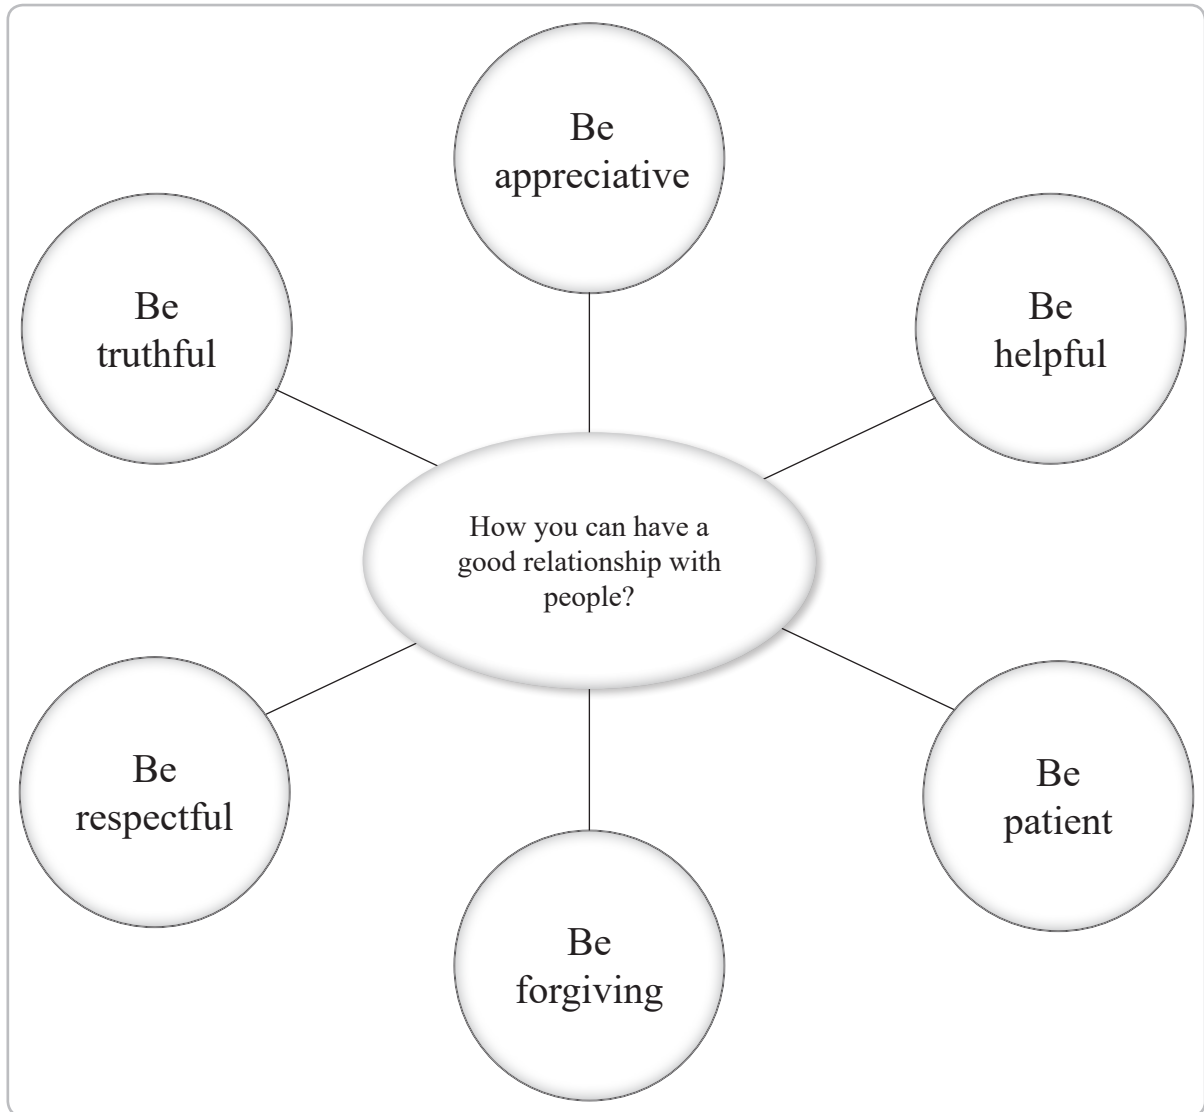 Be
appreciative
Be
truthful
Be
helpful
How you can have a
good relationship with
people?
Be
respectful
Be
patient
Be
forgiving